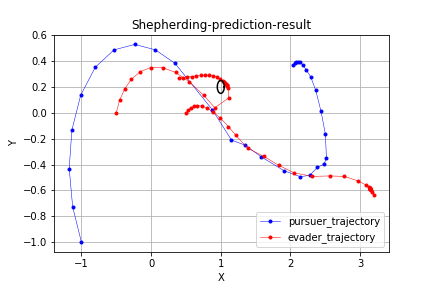 Shepherding-prediction-result
Y
0.6
0.4
0.2
0.0
−0.2
−0.4
−0.6
−0.8
−1.0
pursuer_trajectory
evader_trajectory
−1 0 1 2 3
X